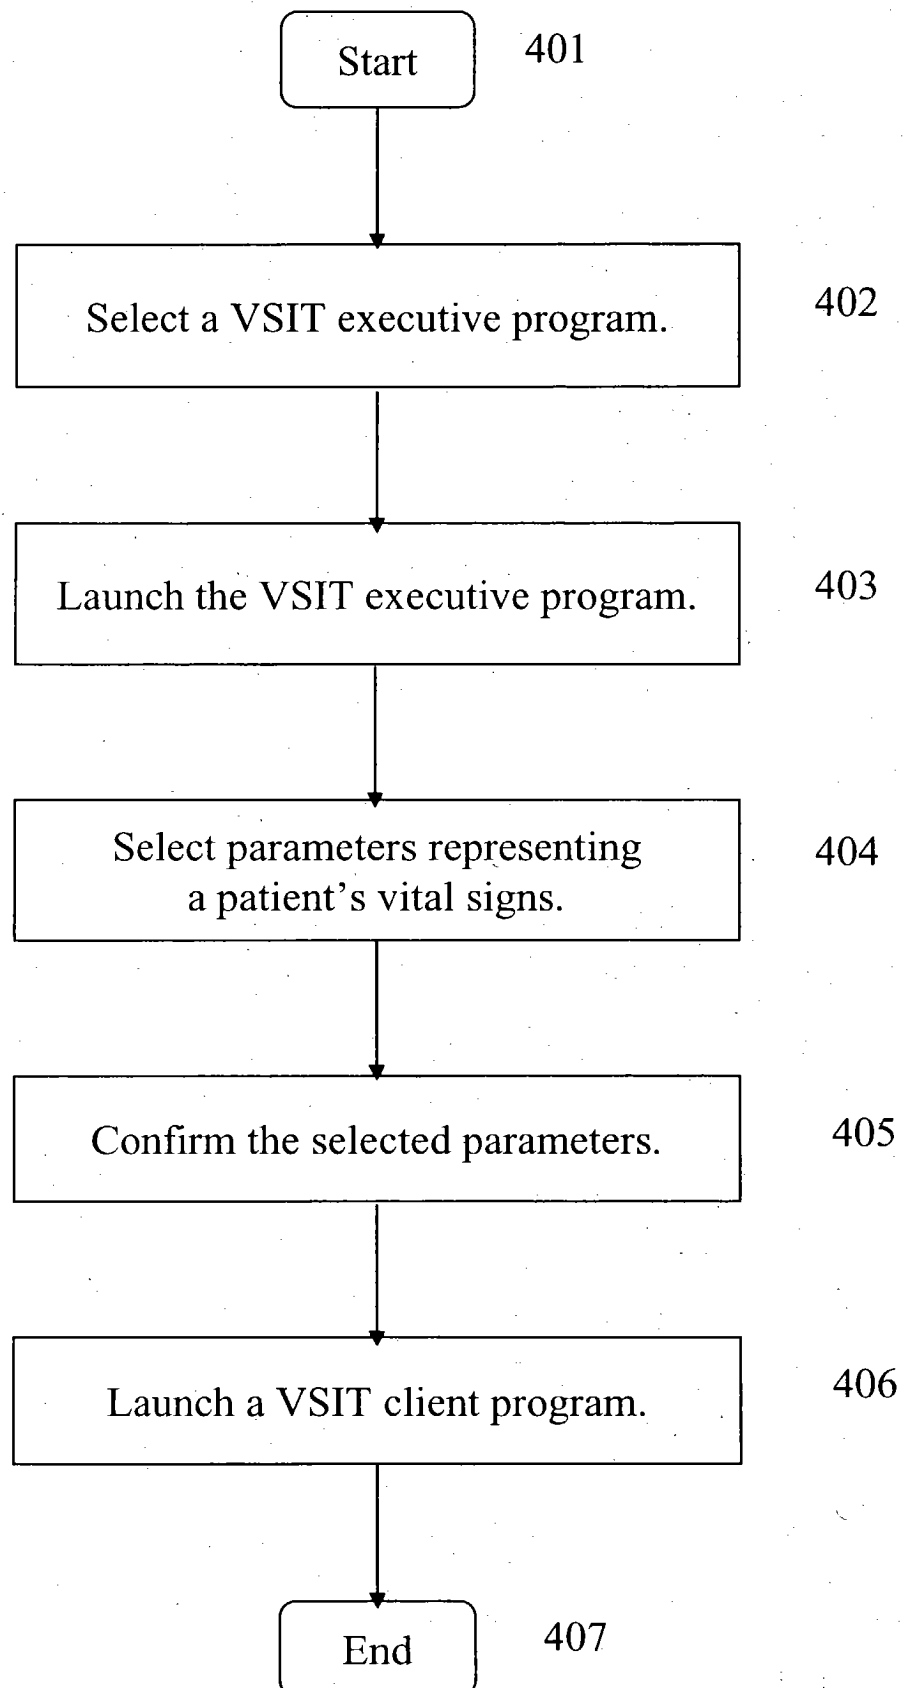 Start
401
Select a VSIT executive program.
402
Launch the VSIT executive program.
403
Select parameters representing
a patient's vital signs.
404
Confirm the selected parameters.
405
Launch a VSIT client program.
406
End
407